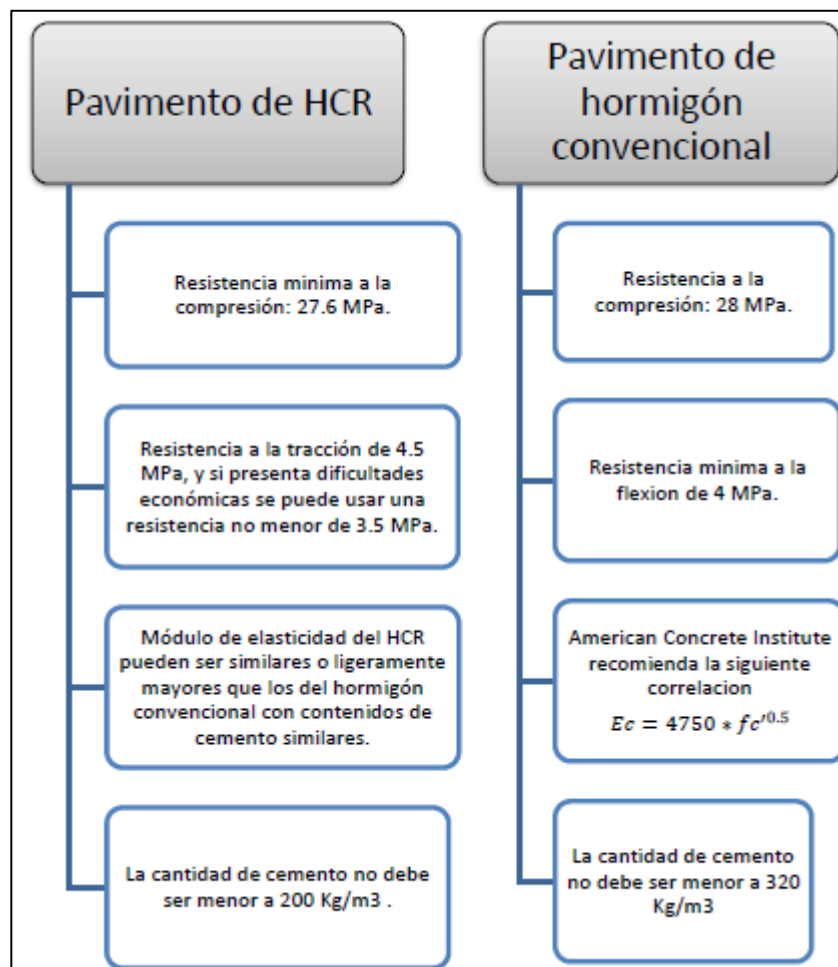 Pavimento de HCR
Resistencia minima a la
compresión: 27.6 MPa.
Resistencia a la tracción de 4.5
MPa, y si presenta dificultades
económicas se puede usar una
resistencia no menor de 3.5 MPa.
Módulo de elasticidad del HCR
pueden ser similares o ligeramente
mayores que los del hormigón
convencional con contenidos de
cemento similares.
La cantidad de cemento no debe
ser menor a 200 Kg/m3 .
Pavimento de
hormigón
convencional
Resistencia a la
compresión: 28 MPa.
Resistencia minima a la
flexion de 4 MPa.
American Concrete Institute
recomienda la siguiente
correlacion
Ec = 4750 * fc′^0.5
La cantidad de cemento
no debe ser menor a 320
Kg/m3